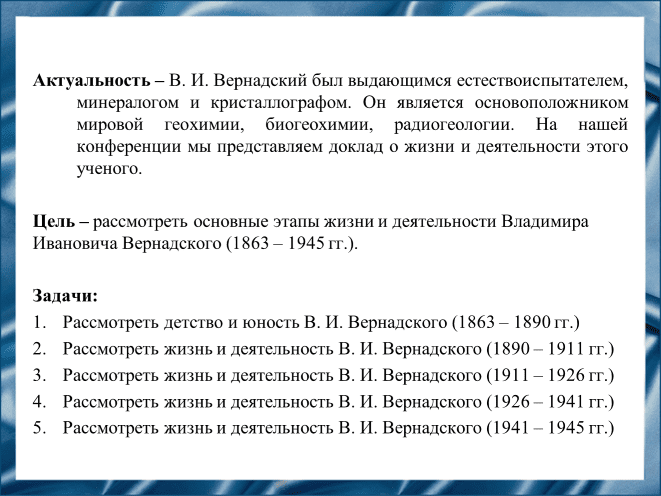 Актуальность – В. И. Вернадский был выдающимся естествоиспытателем,
минералогом и кристаллографом. Он является основоположником
мировой геохимии, биогеохимии, радиогеологии. На нашей
конференции мы представляем доклад о жизни и деятельности этого
ученого.
Цель – рассмотреть основные этапы жизни и деятельности Владимира
Ивановича Вернадского (1863 – 1945 гг.).
Задачи:
1. Рассмотреть детство и юность В. И. Вернадского (1863 – 1890 гг.)
2. Рассмотреть жизнь и деятельность В. И. Вернадского (1890 – 1911 гг.)
3. Рассмотреть жизнь и деятельность В. И. Вернадского (1911 – 1926 гг.)
4. Рассмотреть жизнь и деятельность В. И. Вернадского (1926 – 1941 гг.)
5. Рассмотреть жизнь и деятельность В. И. Вернадского (1941 – 1945 гг.)